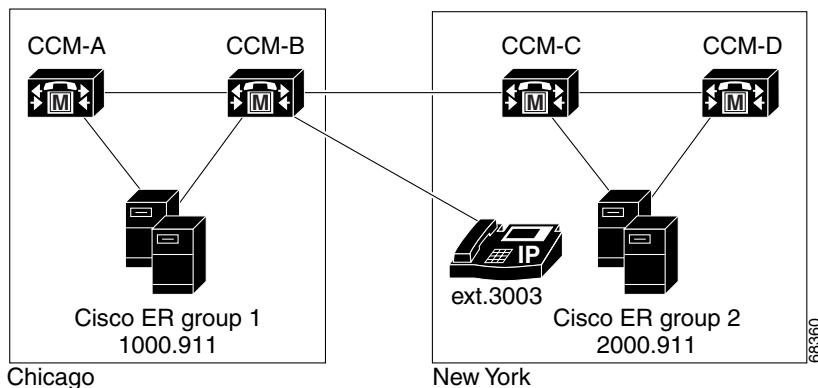 CCM-A
CCM-B
CCM-C
CCM-D
M
M
M
M
IP
ext.3003
Cisco ER group 1
1000.911
Cisco ER group 2
2000.911
68360
Chicago
New York